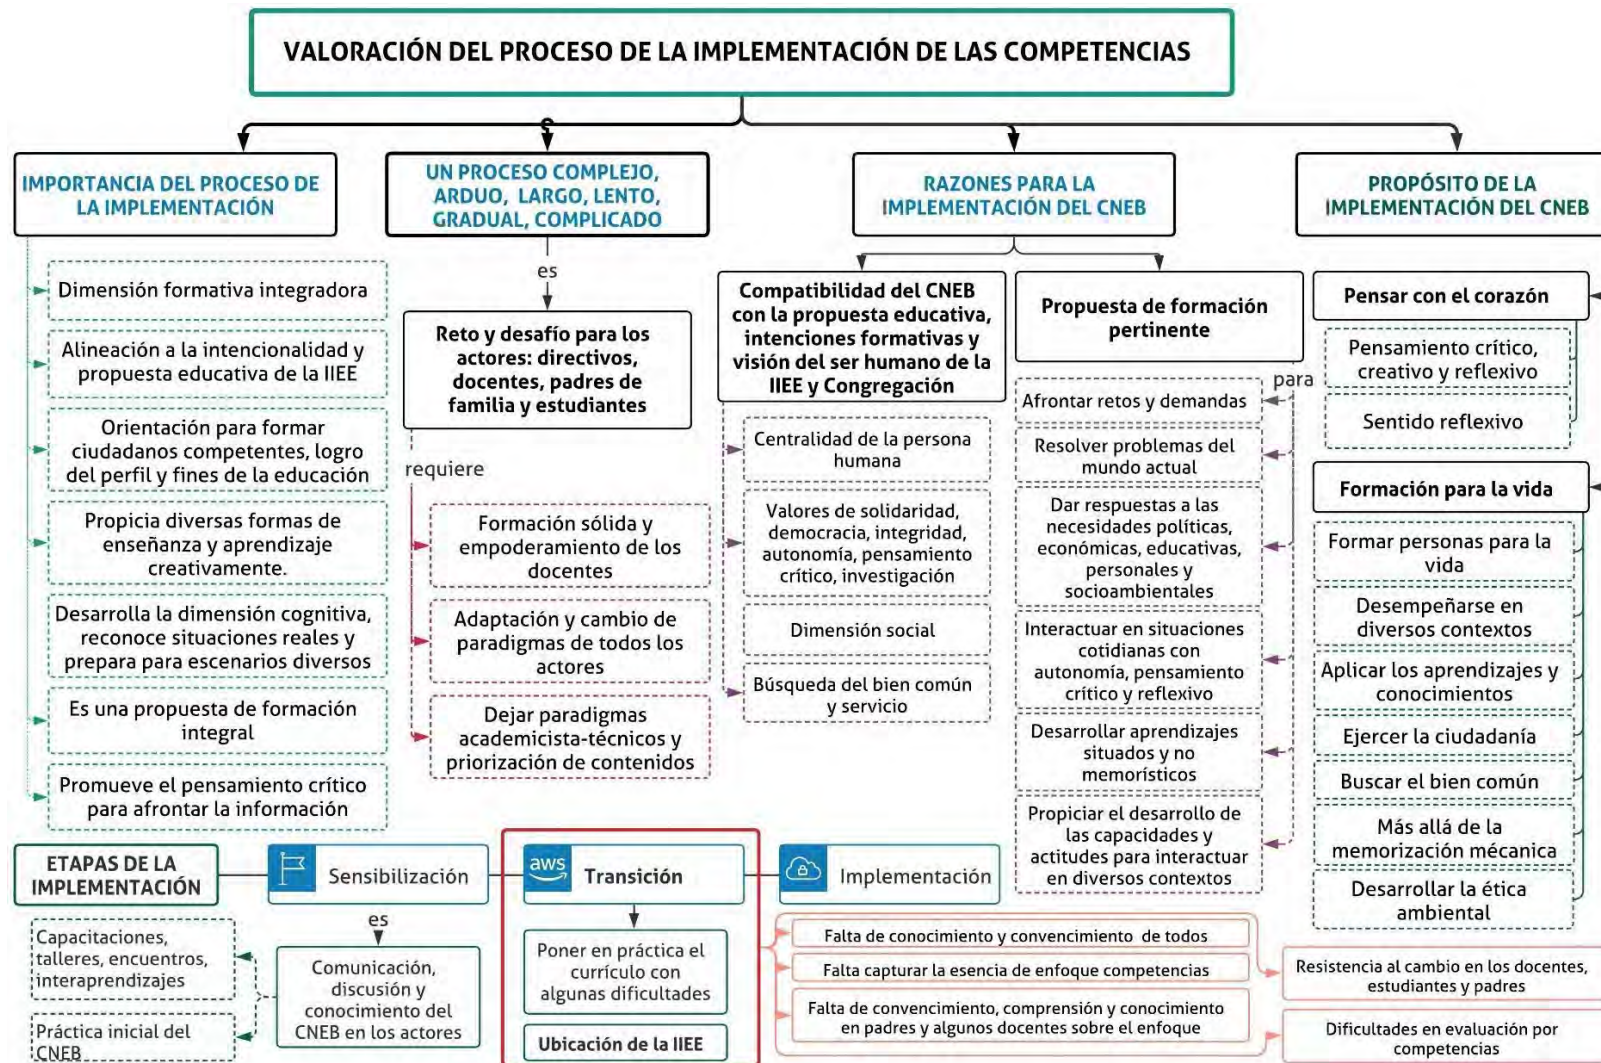 VALORACIÓN DEL PROCESO DE LA IMPLEMENTACIÓN DE LAS COMPETENCIAS
IMPORTANCIA DEL PROCESO DE
LA IMPLEMENTACIÓN
Dimensión formativa integradora
Alineación a la intencionalidad y
propuesta educativa de la IIEE
Orientación para formar
ciudadanos competentes, logro
del perfil y fines de la educación
Propicia diversas formas de
enseñanza y aprendizaje
creativamente.
Desarrolla la dimensión cognitiva,
reconoce situaciones reales y
prepara para escenarios diversos
Es una propuesta de formación
integral
Promueve el pensamiento crítico
para afrontar la información
UN PROCESO COMPLEJO,
ARDUO, LARGO, LENTO,
GRADUAL, COMPLICADO
es
Reto y desafío para los
actores: directivos,
docentes, padres de
familia y estudiantes
requiere
Formación sólida y
empoderamiento de los
docentes
Adaptación y cambio de
paradigmas de todos los
actores
Dejar paradigmas
academicista-técnicos y
priorización de contenidos
RAZONES PARA LA
IMPLEMENTACIÓN DEL CNEB
Compatibilidad del CNEB
con la propuesta educativa,
intenciones formativas y
visión del ser humano de la
IIEE y Congregación
Centralidad de la persona
humana
Valores de solidaridad,
democracia, integridad,
autonomía, pensamiento
crítico, investigación
Dimensión social
Búsqueda del bien común
y servicio
Propuesta de formación
pertinente
para
Afrontar retos y demandas
Resolver problemas del
mundo actual
Dar respuestas a las
necesidades políticas,
económicas, educativas,
personales y
socioambientales
Interactuar en situaciones
cotidianas con
autonomía, pensamiento
crítico y reflexivo
Desarrollar aprendizajes
situados y no
memorísticos
Propiciar el desarrollo de
las capacidades y
actitudes para interactuar
en diversos contextos
PROPÓSITO DE LA
IMPLEMENTACIÓN DEL CNEB
Pensar con el corazón
Pensamiento crítico,
creativo y reflexivo
Sentido reflexivo
Formación para la vida
Formar personas para la
vida
Desempeñarse en
diversos contextos
Aplicar los aprendizajes y
conocimientos
Ejercer la ciudadanía
Buscar el bien común
Más allá de la
memorización mécanica
Desarrollar la ética
ambiental
ETAPAS DE LA
IMPLEMENTACIÓN
Sensibilización
es
Comunicación,
discusión y
conocimiento del
CNEB en los actores
Capacitaciones,
talleres, encuentros,
interaprendizajes
Práctica inicial del
CNEB
aws
Transición
Poner en práctica el
currículo con
algunas dificultades
Ubicación de la IIEE
Implementación
Falta de conocimiento y convencimiento de todos
Falta capturar la esencia de enfoque competencias
Falta de convencimiento, comprensión y conocimiento
en padres y algunos docentes sobre el enfoque
Resistencia al cambio en los docentes,
estudiantes y padres
Dificultades en evaluación por
competencias